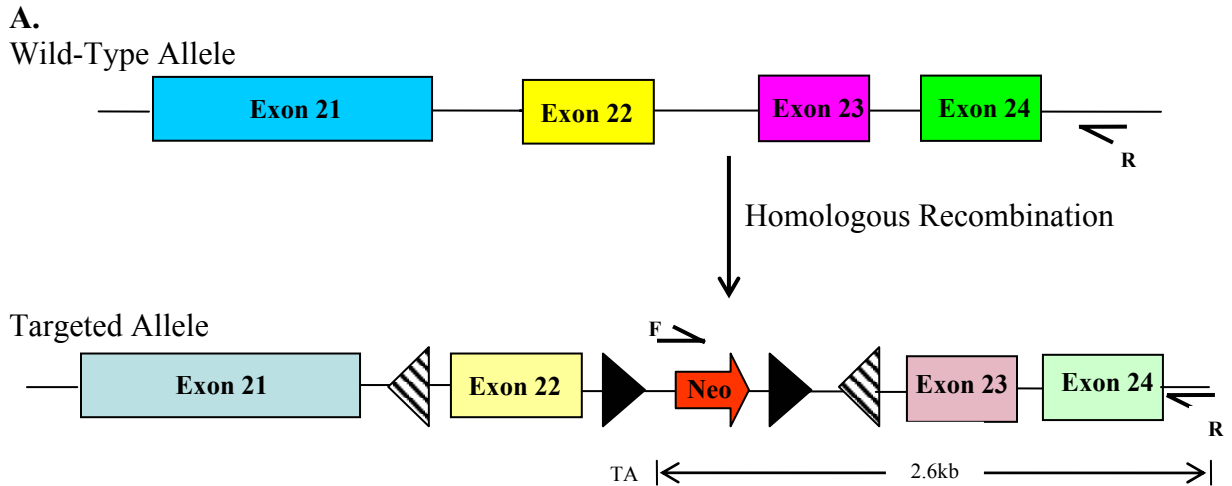 A.
Wild-Type Allele
Exon 21 Exon 22 Exon 23 Exon 24
R
Homologous Recombination
Targeted Allele
F
Exon 21 Exon 22 Neo Exon 23 Exon 24
R
TA 2.6kb